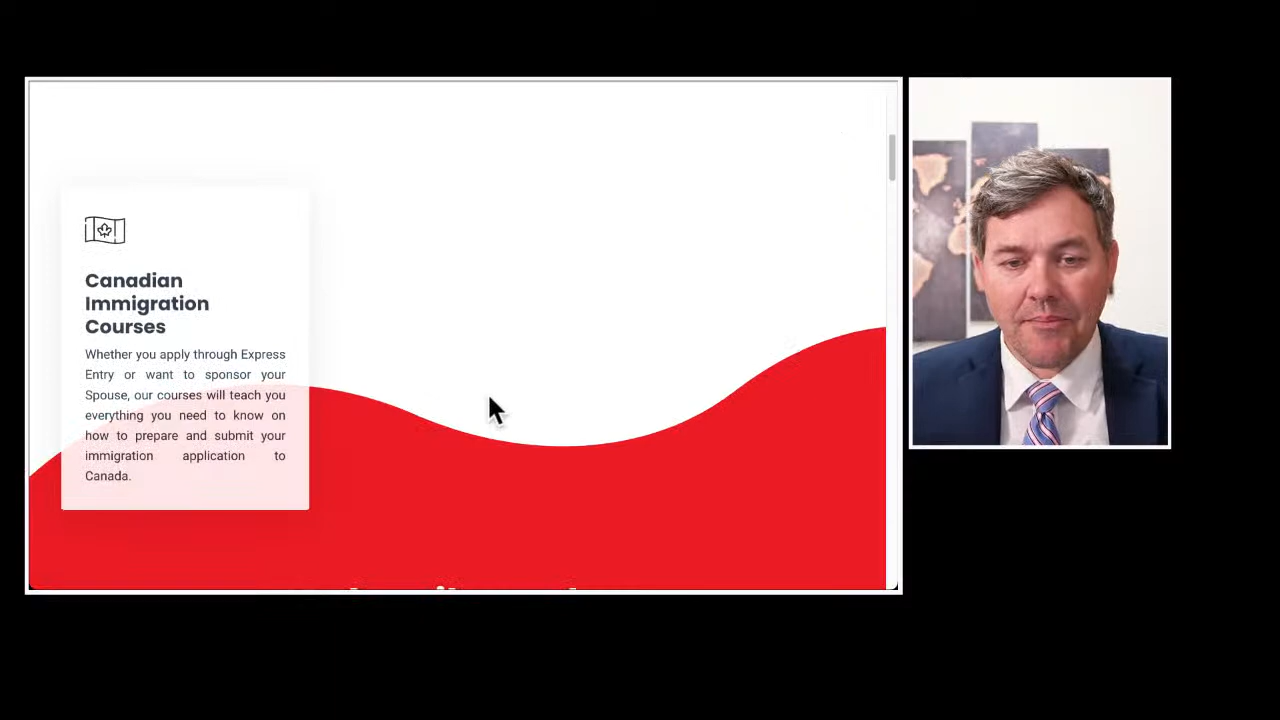 Canadian
Immigration
Courses
Whether you apply through Express
Entry or want to sponsor your
Spouse, our courses will teach you
everything you need to know on
how to prepare and submit your
immigration application to
Canada.